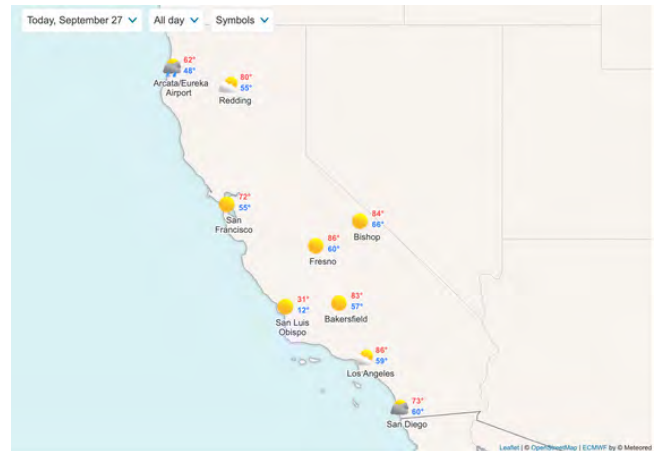 Today, September 27
All day
Symbols
62°
48°
Arcata/Eureka
Airport
80°
55°
Redding
72°
55°
San
Francisco
84°
66°
Bishop
86°
60°
Fresno
31°
12°
San Luis
Obispo
83°
57°
Bakersfield
86°
59°
Los Angeles
73°
60°
San Diego
Leaflet | © OpenStreetMap | ECMWF by © Meteored